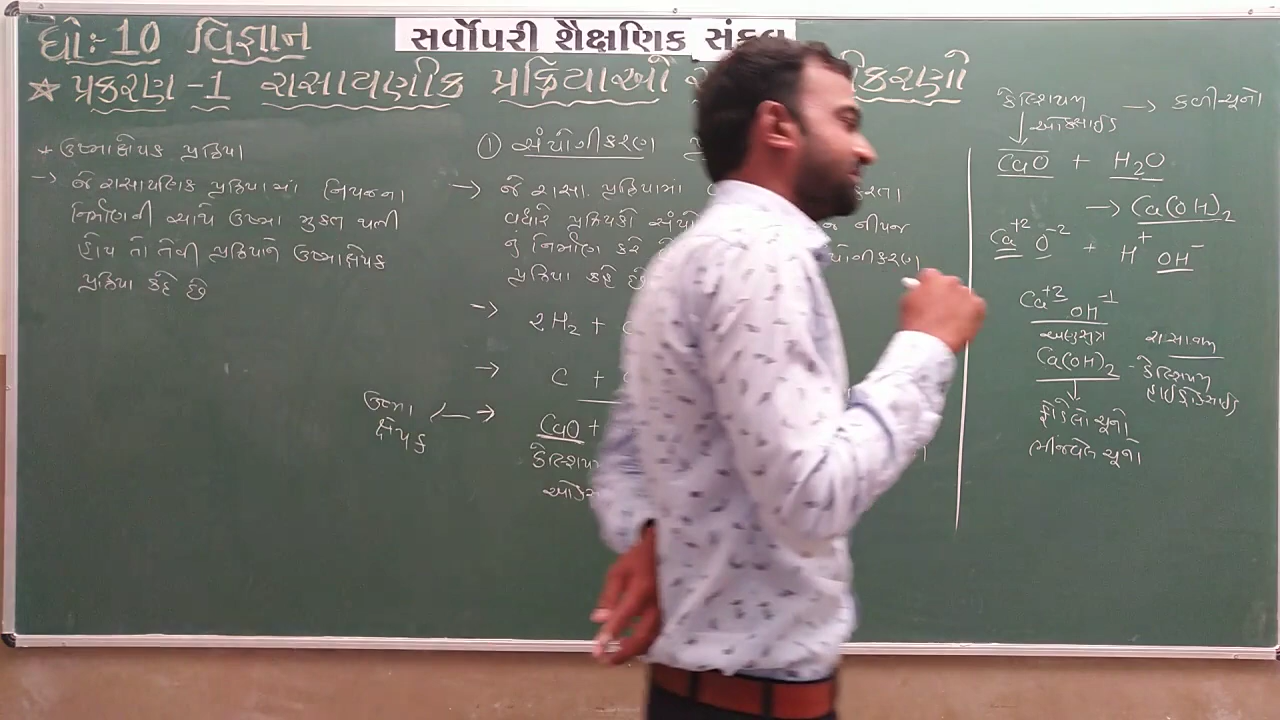 ધો:-10 વિજ્ઞાન
સર્વોપરી શૈક્ષણિક સંકુલ
★ પ્રકરણ-1 રાસાયણીક પ્રક્રિયાઓ
* ઉષ્માક્ષેપક પ્રક્રિયા
→ જે રાસાયણિક પ્રક્રિયામાં નિપજના
નિર્માણની સાથે ઉષ્મા મુક્ત થતી
હોય તો તેવી પ્રક્રિયાને ઉષ્માક્ષેપક
પ્રક્રિયા કહે છે
① સંયોગીકરણ
→ જે રાસા. પ્રક્રિયામાં
વધારે પ્રક્રિયકો નીપજ
નું નિર્માણ કરે
પ્રક્રિયા કહે છે
→ 2H₂ +
→ C +
ઉષ્મા ક્ષેપક → CaO +
કેલ્શિયમ
કેલ્શિયમ → કળીચૂનો
↓ ઓક્સાઈડ
CaO + H₂O
→ Ca(OH)₂
Ca⁺² O⁻² + H⁺ OH⁻
Ca⁺² OH⁻¹
અણુસૂત્ર
Ca(OH)₂ - કેલ્શિયમ
હાઈડ્રોક્સાઈડ
↓
ફોડેલો ચૂનો
ભીંજવેલ ચૂનો